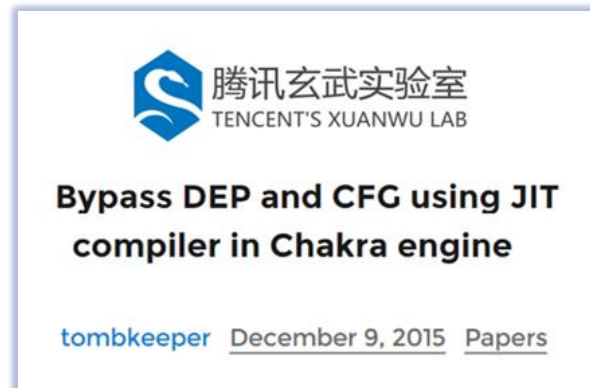 腾讯玄武实验室
TENCENT'S XUANWU LAB
Bypass DEP and CFG using JIT
compiler in Chakra engine
tombkeeper December 9, 2015 Papers